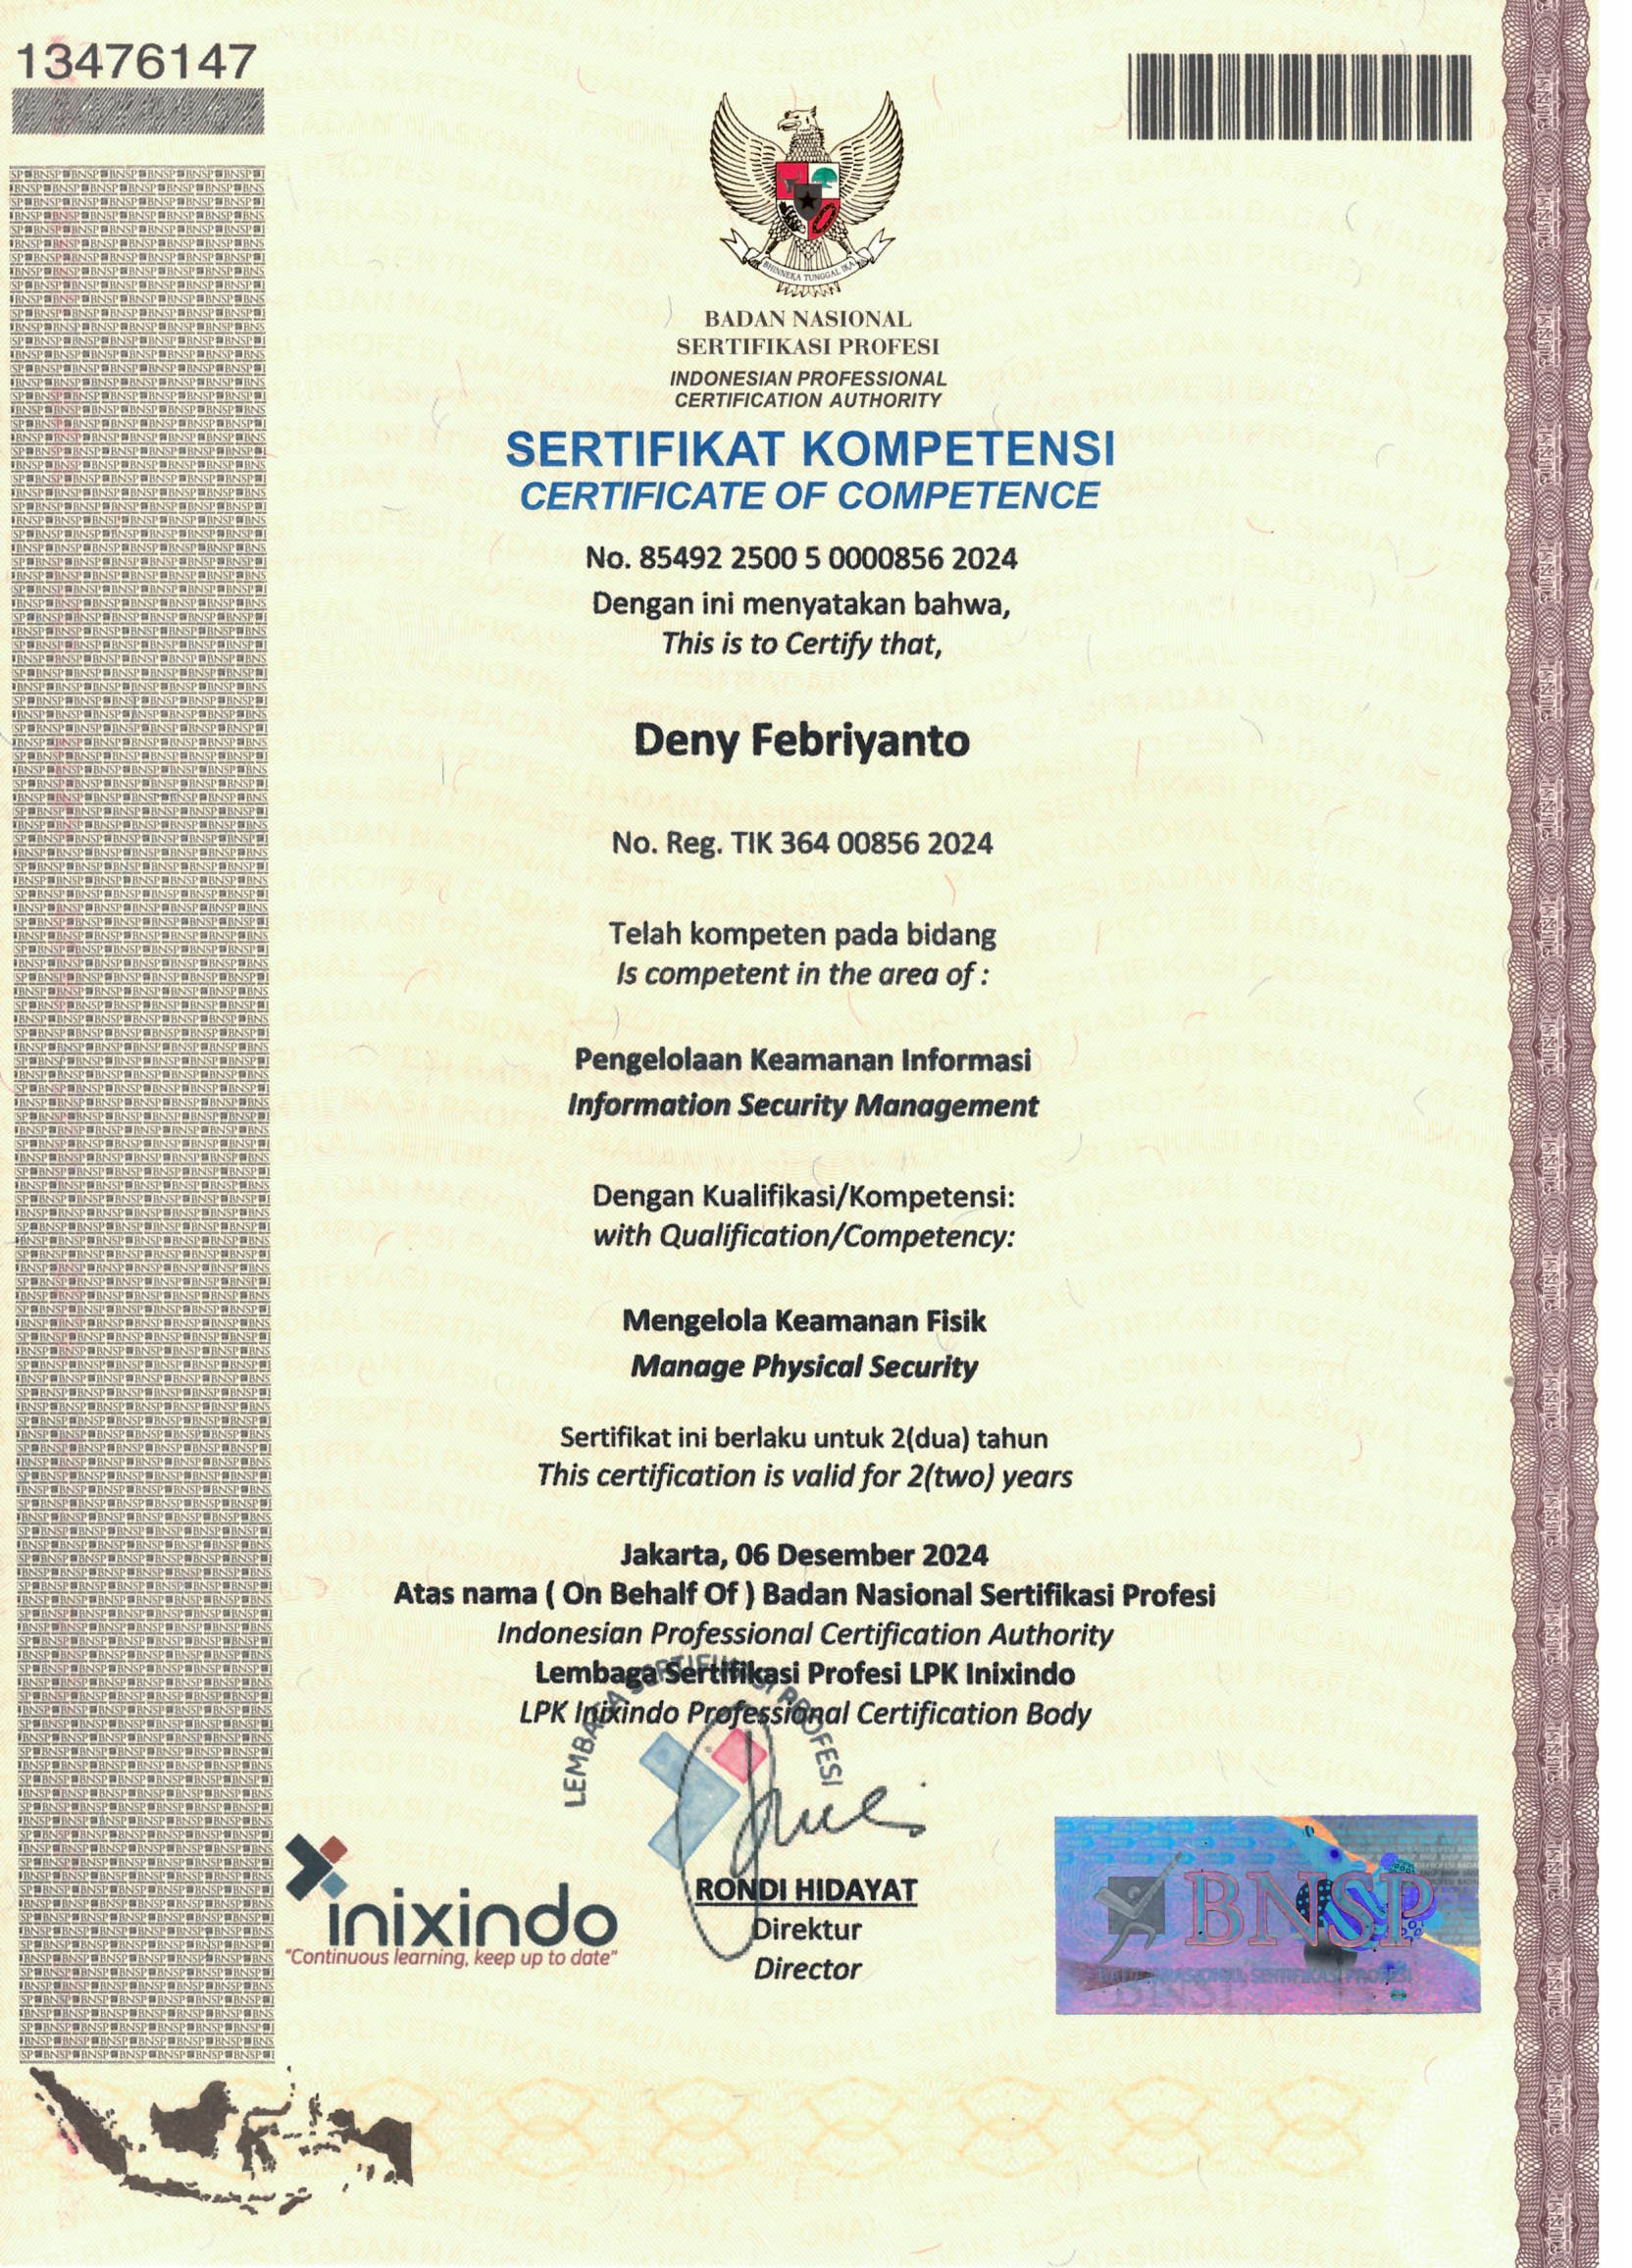 13476147
BHINNEKA TUNGGAL IKA
BADAN NASIONAL
SERTIFIKASI PROFESI
INDONESIAN PROFESSIONAL
CERTIFICATION AUTHORITY
SERTIFIKAT KOMPETENSI
CERTIFICATE OF COMPETENCE
No. 85492 2500 5 0000856 2024
Dengan ini menyatakan bahwa,
This is to Certify that,
Deny Febriyanto
No. Reg. TIK 364 00856 2024
Telah kompeten pada bidang
Is competent in the area of :
Pengelolaan Keamanan Informasi
Information Security Management
Dengan Kualifikasi/Kompetensi:
with Qualification/Competency:
Mengelola Keamanan Fisik
Manage Physical Security
Sertifikat ini berlaku untuk 2(dua) tahun
This certification is valid for 2(two) years
Jakarta, 06 Desember 2024
Atas nama ( On Behalf Of ) Badan Nasional Sertifikasi Profesi
Indonesian Professional Certification Authority
Lembaga Sertifikasi Profesi LPK Inixindo
LPK Inixindo Professional Certification Body
LEMBAGA SERTIFIKASI PROFESI
RONDI HIDAYAT
Direktur
Director
inixindo
"Continuous learning, keep up to date"
BNSP